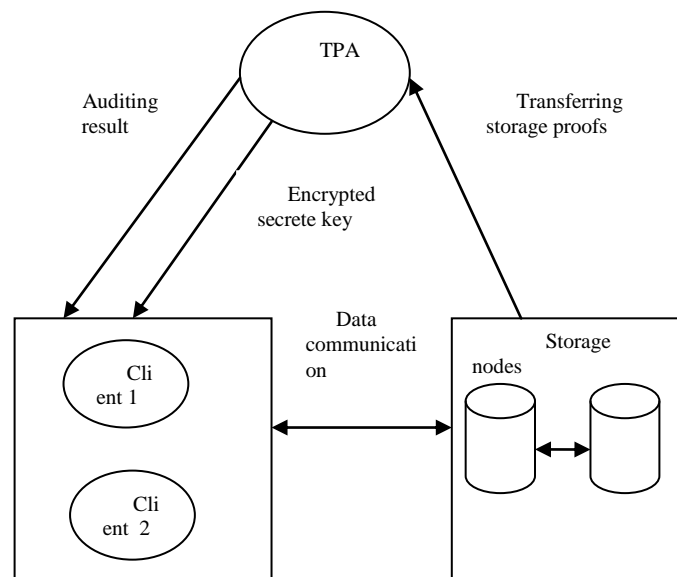 TPA
Auditing
result
Transferring
storage proofs
Encrypted
secrete key
Data
communicati
on
Storage
nodes
Cli
ent 1
Cli
ent 2